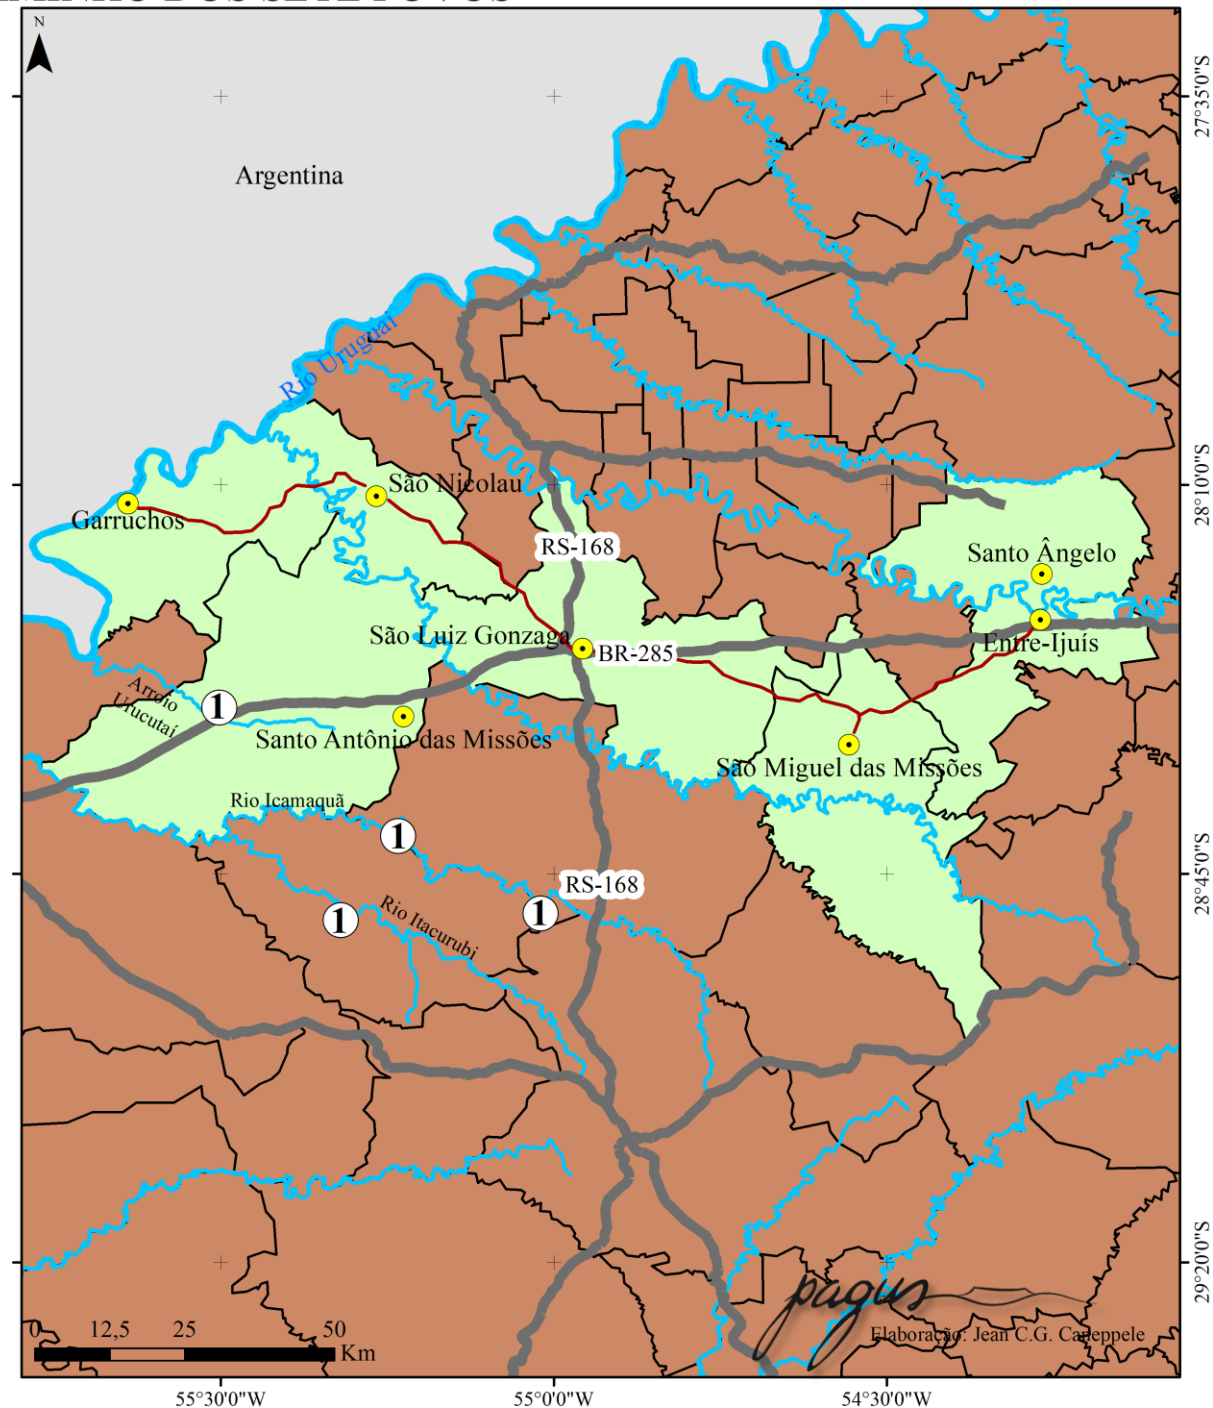 N
Argentina
27°35'0"S
Rio Uruguai
São Nicolau
28°10'0"S
Garruchos
RS-168
Santo Ângelo
São Luiz Gonzaga
BR-285
Entre-Ijuís
Arroio
Urucutaí
1
Santo Antônio das Missões
São Miguel das Missões
Rio Icamaquã
1
28°45'0"S
RS-168
1
1
Rio Itacurubi
29°20'0"S
pagus
Elaboração: Jean C.G. Caneppele
0 12,5 25 50
Km
55°30'0"W 55°0'0"W 54°30'0"W